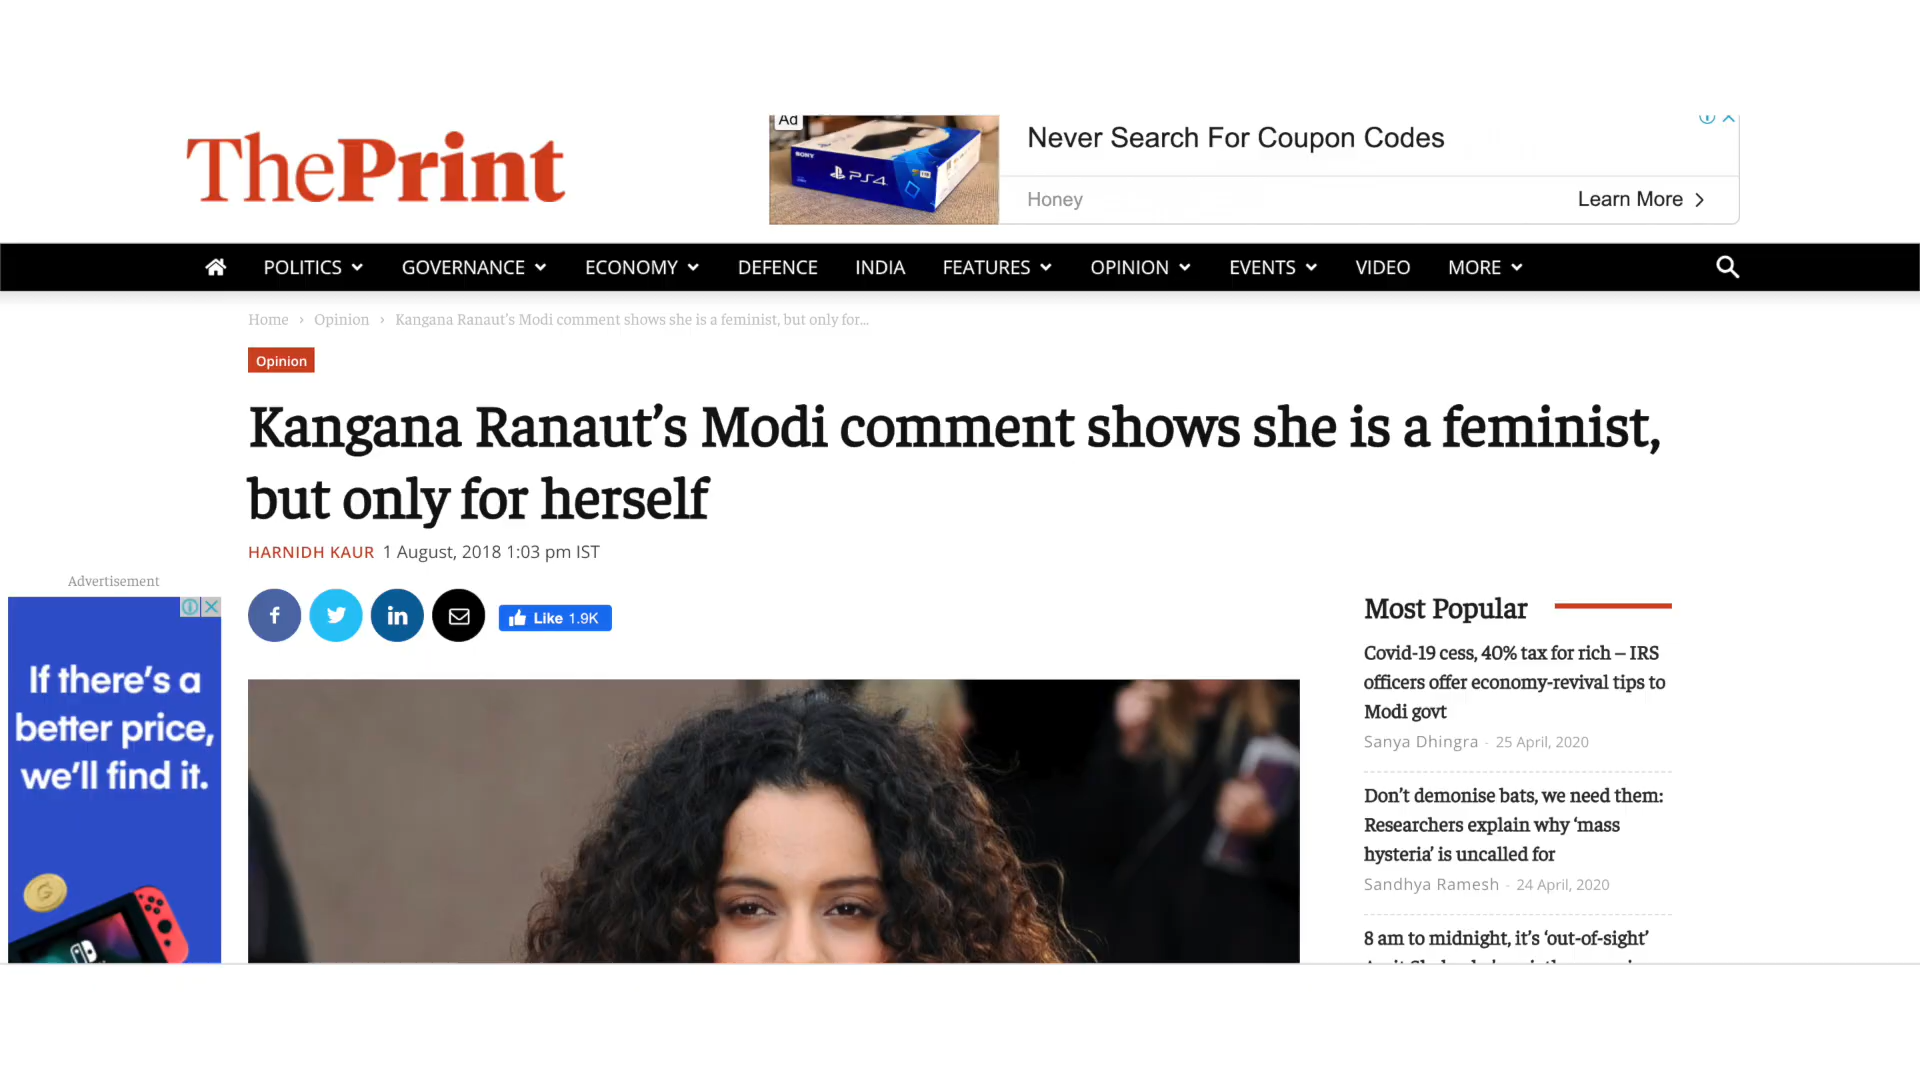 ThePrint
Ad
SONY
PS4
Never Search For Coupon Codes
Honey
Learn More
POLITICS
GOVERNANCE
ECONOMY
DEFENCE
INDIA
FEATURES
OPINION
EVENTS
VIDEO
MORE
Home › Opinion › Kangana Ranaut's Modi comment shows she is a feminist, but only for...
Opinion
Kangana Ranaut's Modi comment shows she is a feminist,
but only for herself
HARNIDH KAUR 1 August, 2018 1:03 pm IST
Like 1.9K
Advertisement
If there's a
better price,
we'll find it.
Most Popular
Covid-19 cess, 40% tax for rich – IRS
officers offer economy-revival tips to
Modi govt
Sanya Dhingra - 25 April, 2020
Don't demonise bats, we need them:
Researchers explain why 'mass
hysteria' is uncalled for
Sandhya Ramesh - 24 April, 2020
8 am to midnight, it's 'out-of-sight'